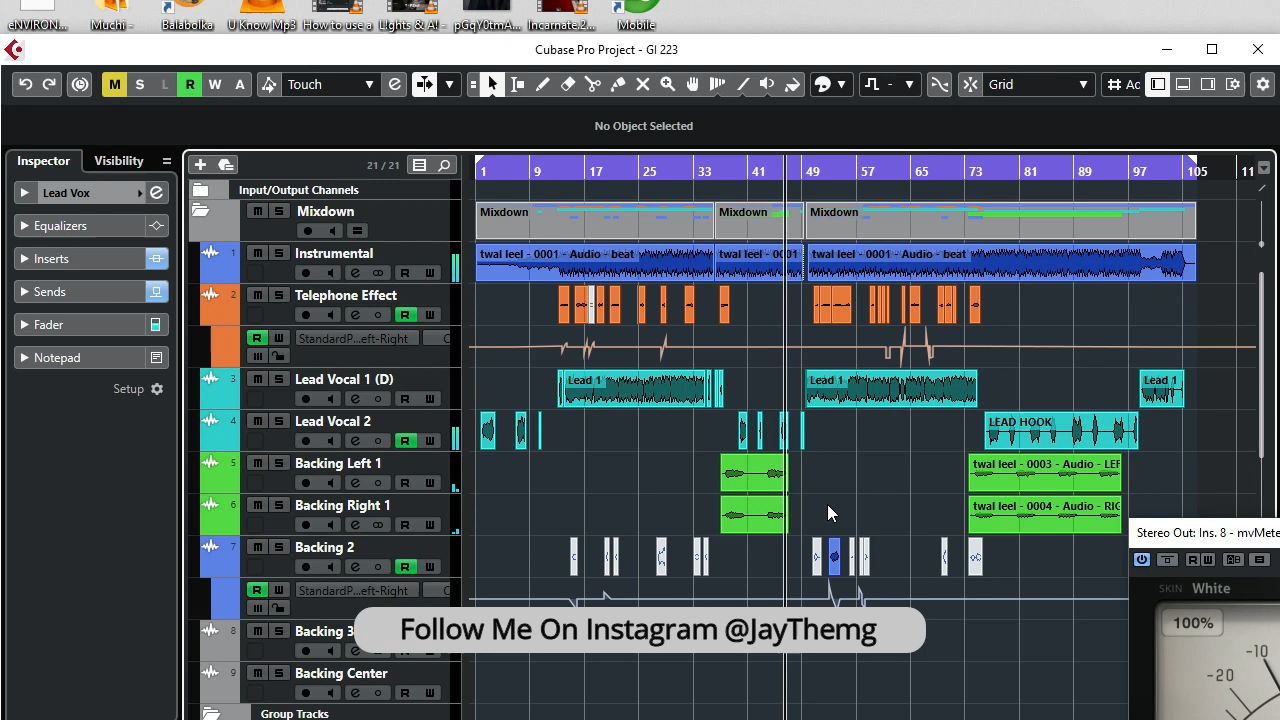 eNVIRON...
Muchi -
Balabolka
U Know Mp3
How to use a
L!ghts & A! -
pGqY0tmA...
Incarnate.2...
Mobile
Cubase Pro Project - GI 223
M S L R W A
Touch
Grid
Ac
No Object Selected
Inspector
Visibility
21 / 21
1 9 17 25 33 41 49 57 65 73 81 89 97 105 11
Lead Vox
Equalizers
Inserts
Sends
Fader
Notepad
Setup
Input/Output Channels
Mixdown
Mixdown
Mixdown
Mixdown
1 Instrumental
twal leel - 0001 - Audio - beat
twal leel - 0001
twal leel - 0001 - Audio - beat
2 Telephone Effect
StandardP...eft-Right
3 Lead Vocal 1 (D)
Lead 1
Lead 1
Lead 1
4 Lead Vocal 2
LEAD HOOK
5 Backing Left 1
twal leel - 0003 - Audio - LEF
6 Backing Right 1
twal leel - 0004 - Audio - RIG
7 Backing 2
StandardP...eft-Right
8 Backing 3
9 Backing Center
Group Tracks
Follow Me On Instagram @JayThemg
Stereo Out: Ins. 8 - mvMete
SKIN White
100%
-10
-20